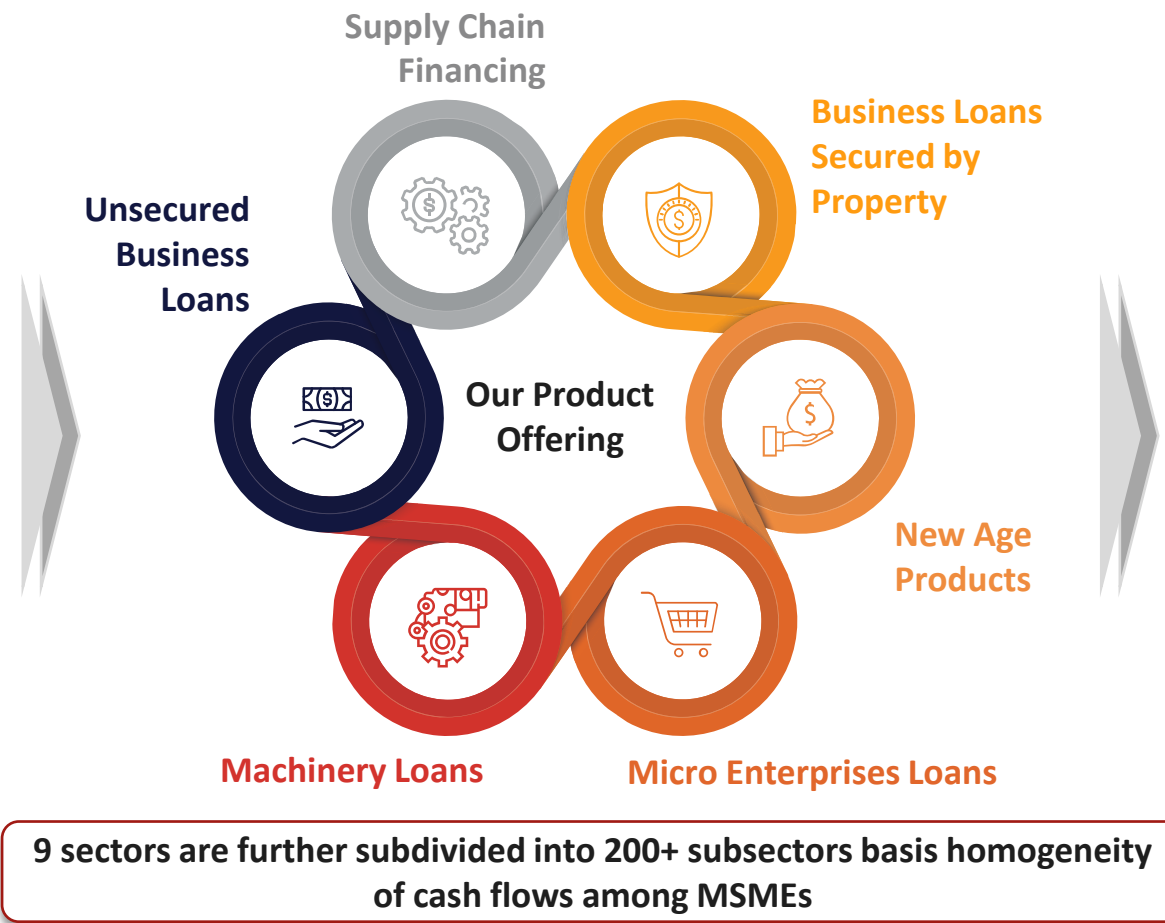 Supply Chain
Financing
Business Loans
Secured by
Property
Unsecured
Business
Loans
Our Product
Offering
New Age
Products
Machinery Loans
Micro Enterprises Loans
9 sectors are further subdivided into 200+ subsectors basis homogeneity
of cash flows among MSMEs